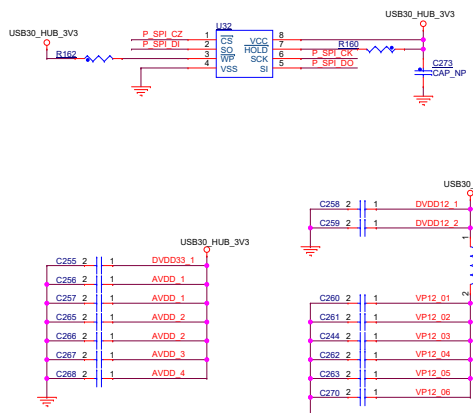 USB30_HUB_3V3
U32
USB30_HUB_3V3
P_SPI_CZ 1 CS VCC 8
P_SPI_DI 2 SO HOLD 7 R160
R162 3 WP SCK 6 P_SPI_CK
4 VSS SI 5 P_SPI_DO
C273
CAP_NP
USB30_
C258 2 1 DVDD12_1
C259 2 1 DVDD12_2
1
2
USB30_HUB_3V3
C255 2 1 DVDD33_1
C256 2 1 AVDD_1
C257 2 1 AVDD_1
C265 2 1 AVDD_2
C266 2 1 AVDD_2
C267 2 1 AVDD_3
C268 2 1 AVDD_4
C260 2 1 VP12_01
C261 2 1 VP12_02
C244 2 1 VP12_03
C262 2 1 VP12_04
C263 2 1 VP12_05
C270 2 1 VP12_06